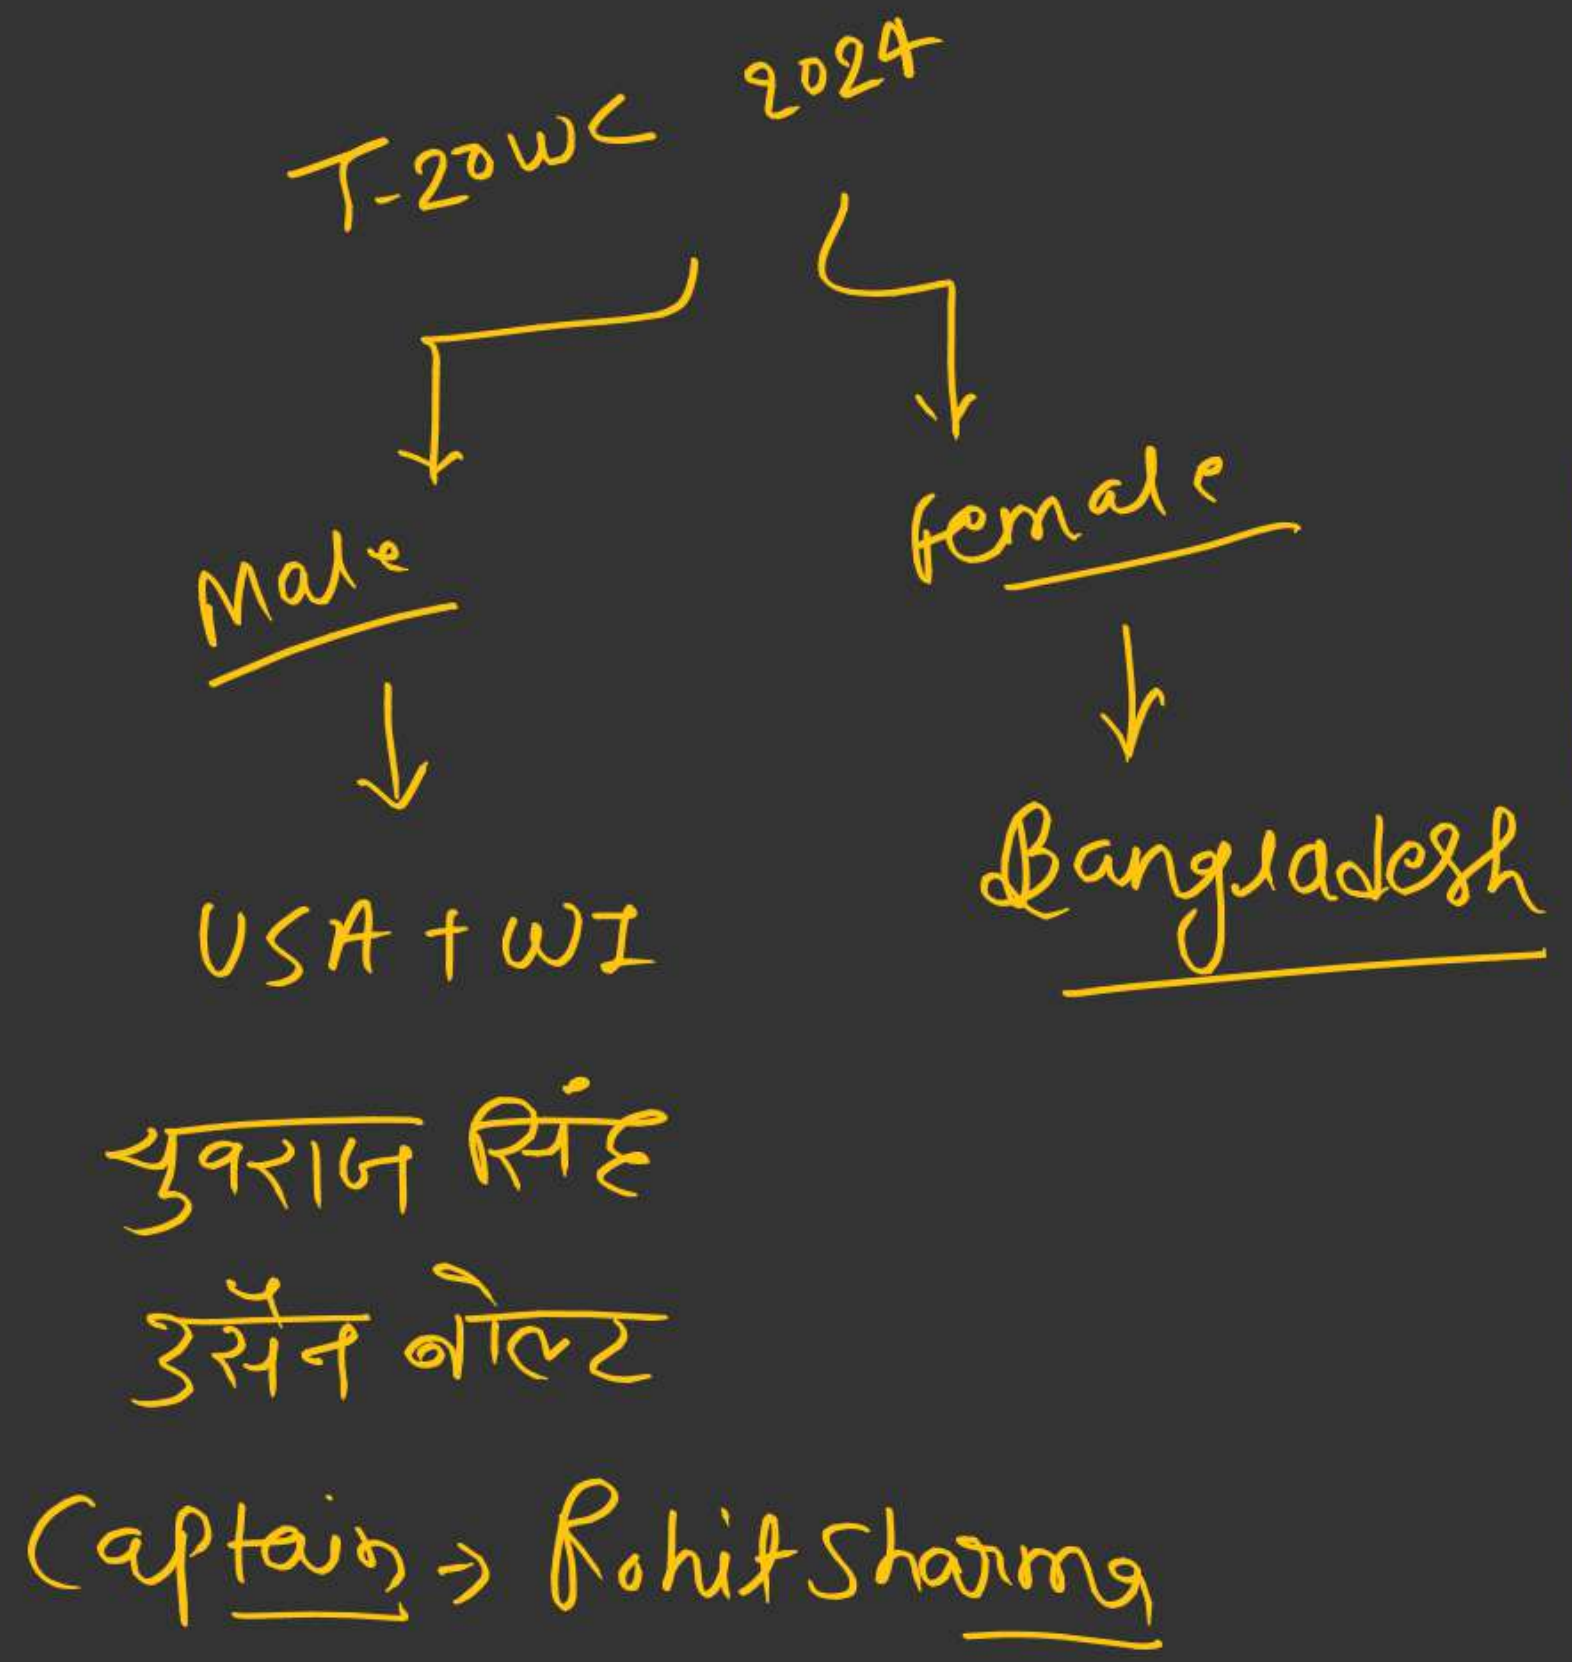 T-20WC 2024
Male
Female
USA + WI
Bangladesh
युवराज सिंह
उसैन बोल्ट
Captain → Rohit Sharma